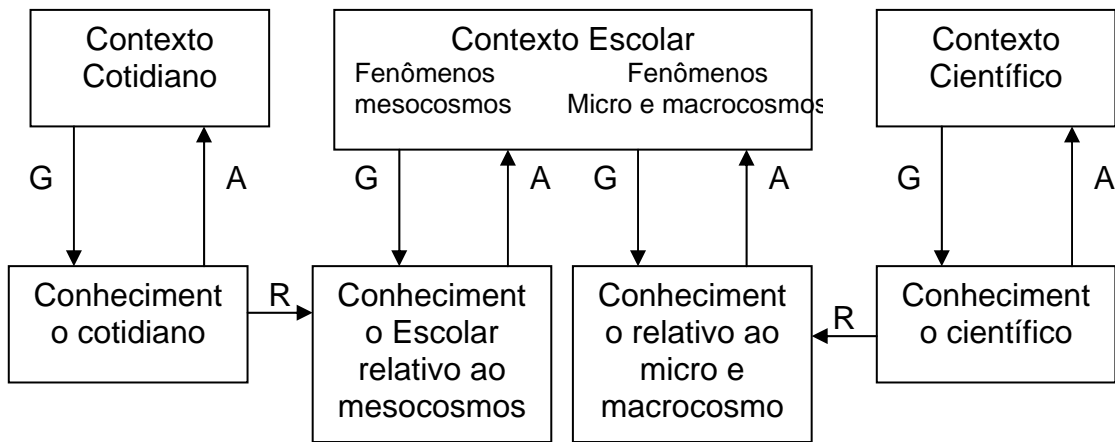 Contexto
Cotidiano
Contexto Escolar
Fenômenos
mesocosmos
Fenômenos
Micro e macrocosmos
Contexto
Científico
G
A
G
A
G
A
G
A
Conheciment
o cotidiano
R
Conheciment
o Escolar
relativo ao
mesocosmos
Conheciment
o relativo ao
micro e
macrocosmo
R
Conheciment
o científico